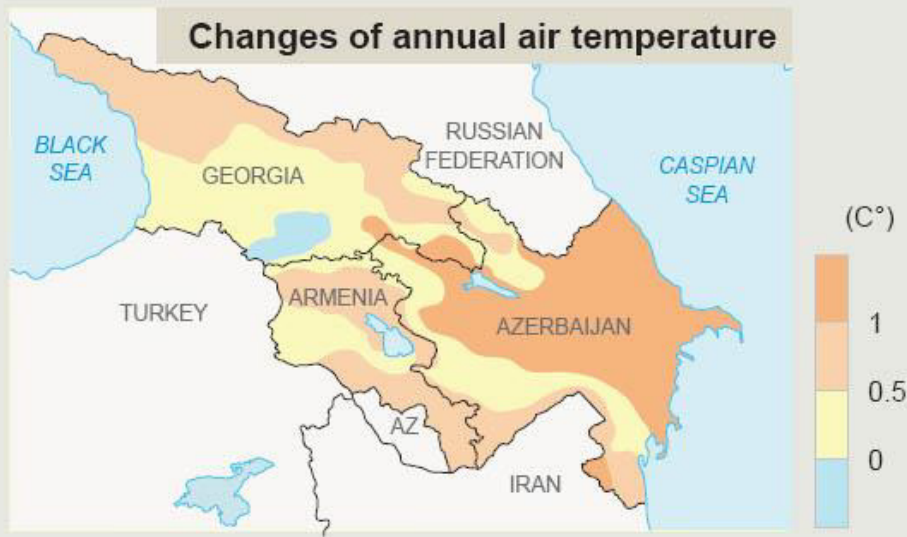 Changes of annual air temperature
BLACK
SEA
GEORGIA
RUSSIAN
FEDERATION
CASPIAN
SEA
(C°)
TURKEY
ARMENIA
AZERBAIJAN
1
0.5
AZ
0
IRAN